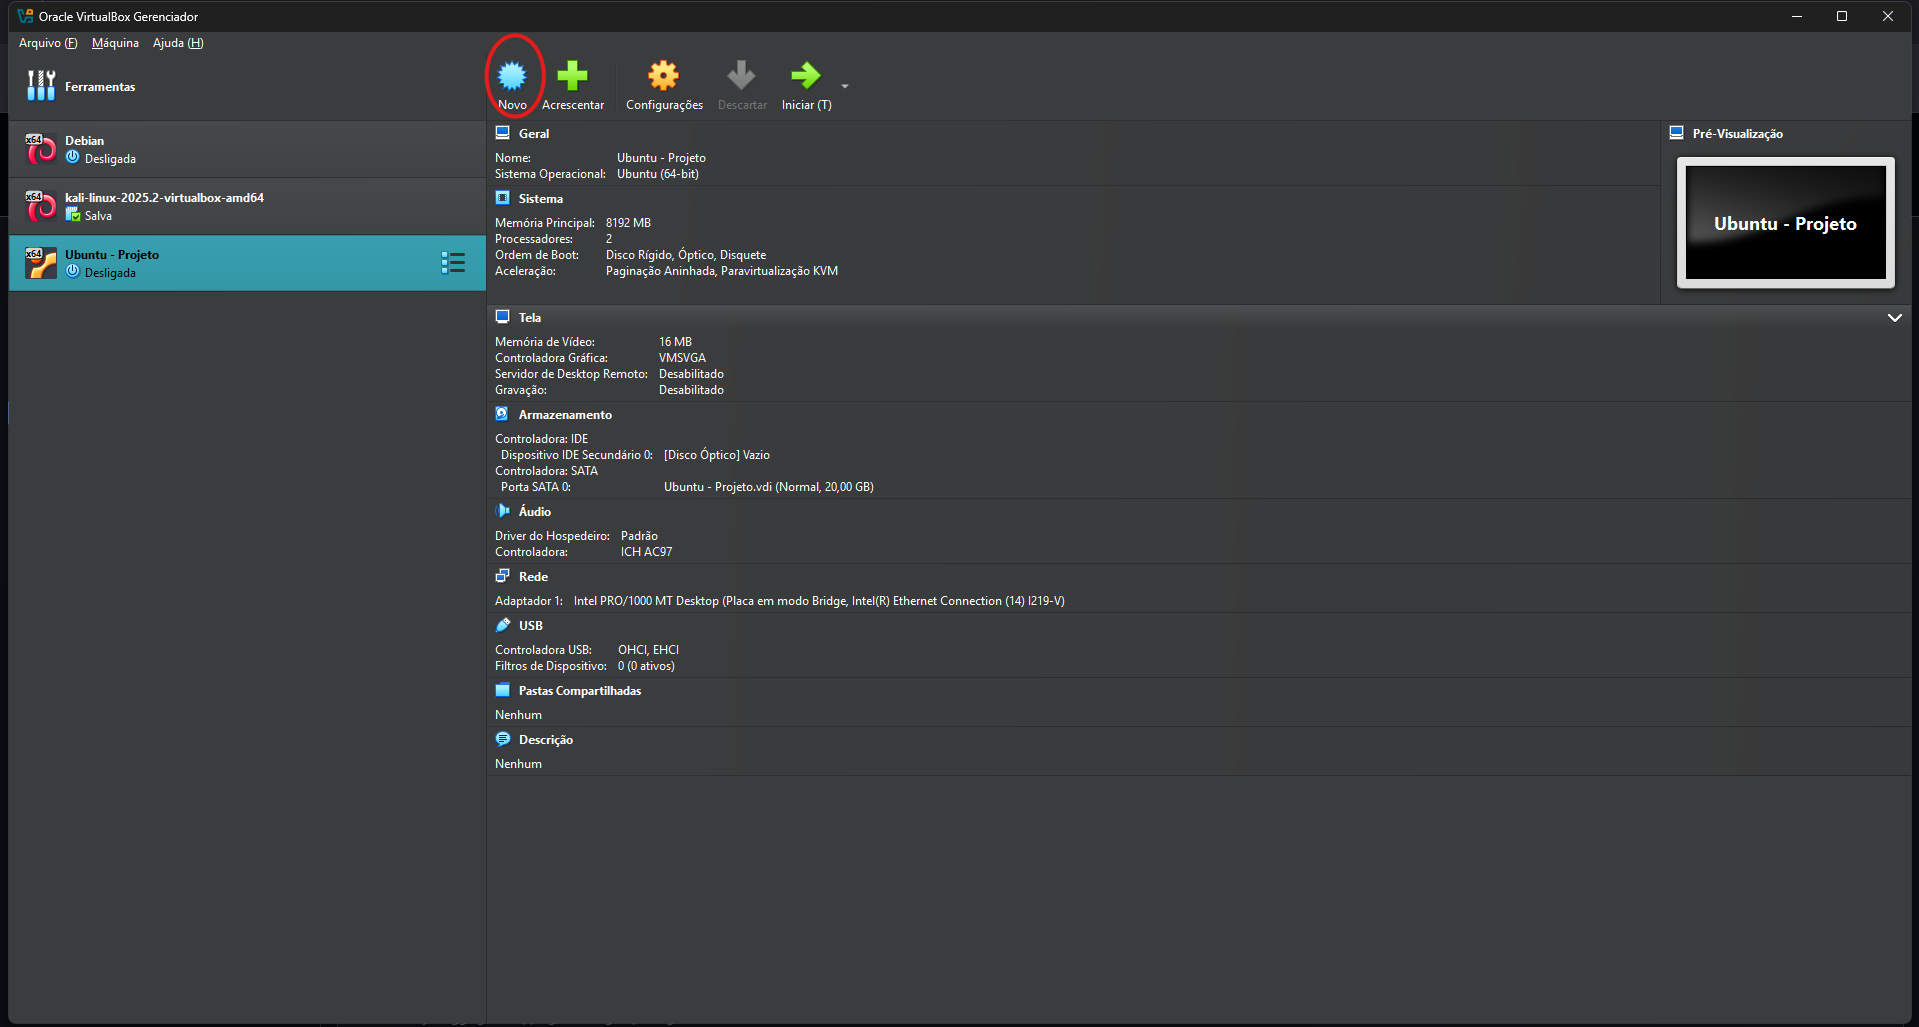 Oracle VirtualBox Gerenciador
Arquivo (F) Máquina Ajuda (H)
Ferramentas
Novo Acrescentar Configurações Descartar Iniciar (T)
x64 Debian
Desligada
x64 kali-linux-2025.2-virtualbox-amd64
Salva
x64 Ubuntu - Projeto
Desligada
Geral
Nome: Ubuntu - Projeto
Sistema Operacional: Ubuntu (64-bit)
Sistema
Memória Principal: 8192 MB
Processadores: 2
Ordem de Boot: Disco Rígido, Óptico, Disquete
Aceleração: Paginação Aninhada, Paravirtualização KVM
Pré-Visualização
Ubuntu - Projeto
Tela
Memória de Vídeo: 16 MB
Controladora Gráfica: VMSVGA
Servidor de Desktop Remoto: Desabilitado
Gravação: Desabilitado
Armazenamento
Controladora: IDE
Dispositivo IDE Secundário 0: [Disco Óptico] Vazio
Controladora: SATA
Porta SATA 0: Ubuntu - Projeto.vdi (Normal, 20,00 GB)
Áudio
Driver do Hospedeiro: Padrão
Controladora: ICH AC97
Rede
Adaptador 1: Intel PRO/1000 MT Desktop (Placa em modo Bridge, Intel(R) Ethernet Connection (14) I219-V)
USB
Controladora USB: OHCI, EHCI
Filtros de Dispositivo: 0 (0 ativos)
Pastas Compartilhadas
Nenhum
Descrição
Nenhum